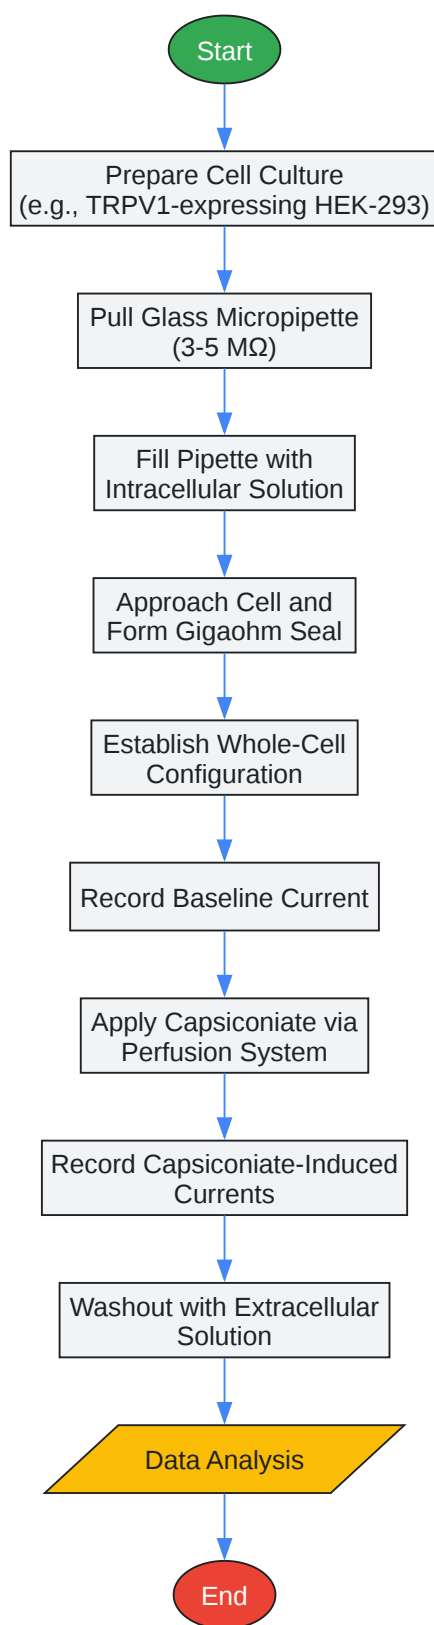 Start
Prepare Cell Culture
(e.g., TRPV1-expressing HEK-293)
Pull Glass Micropipette
(3-5 MΩ)
Fill Pipette with
Intracellular Solution
Approach Cell and
Form Gigaohm Seal
Establish Whole-Cell
Configuration
Record Baseline Current
Apply Capsiconiate via
Perfusion System
Record Capsiconiate-Induced
Currents
Washout with Extracellular
Solution
Data Analysis
End